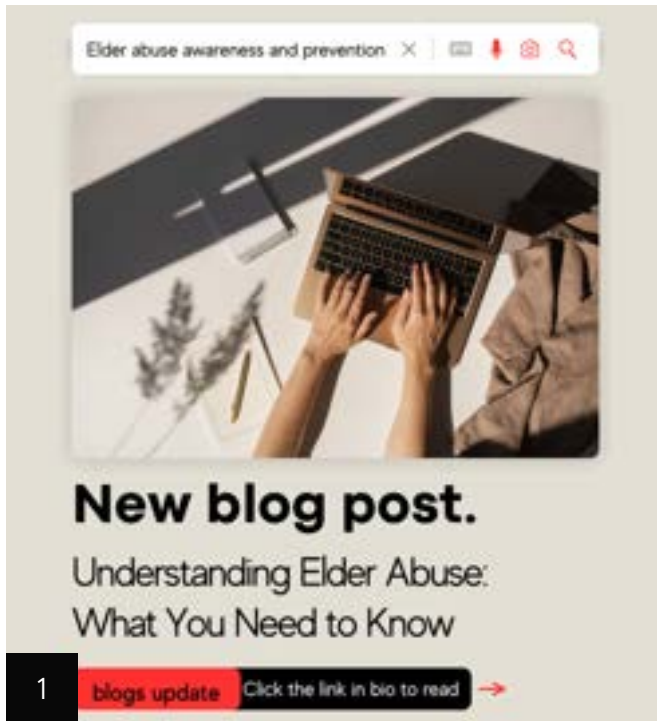 Elder abuse awareness and prevention
New blog post.
Understanding Elder Abuse:
What You Need to Know
1
blogs update Click the link in bio to read